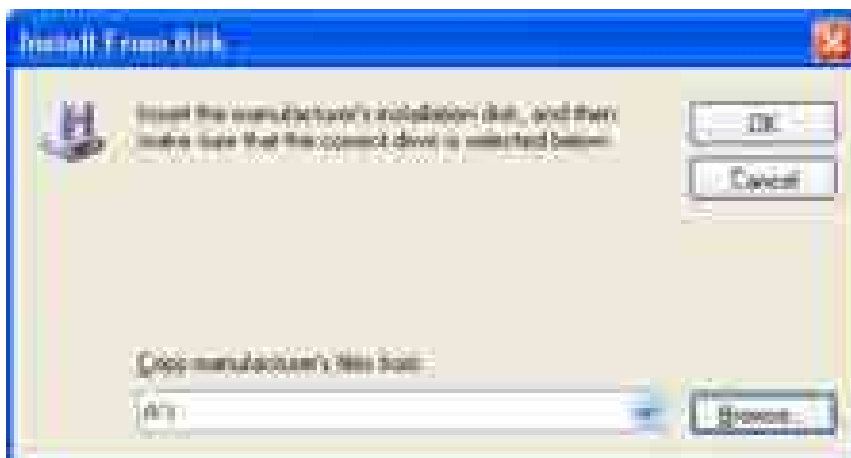 Install From Disk
Insert the manufacturer's installation disk, and then
make sure that the correct drive is selected below.
OK
Cancel
Copy manufacturer's files from:
A:\
Browse...